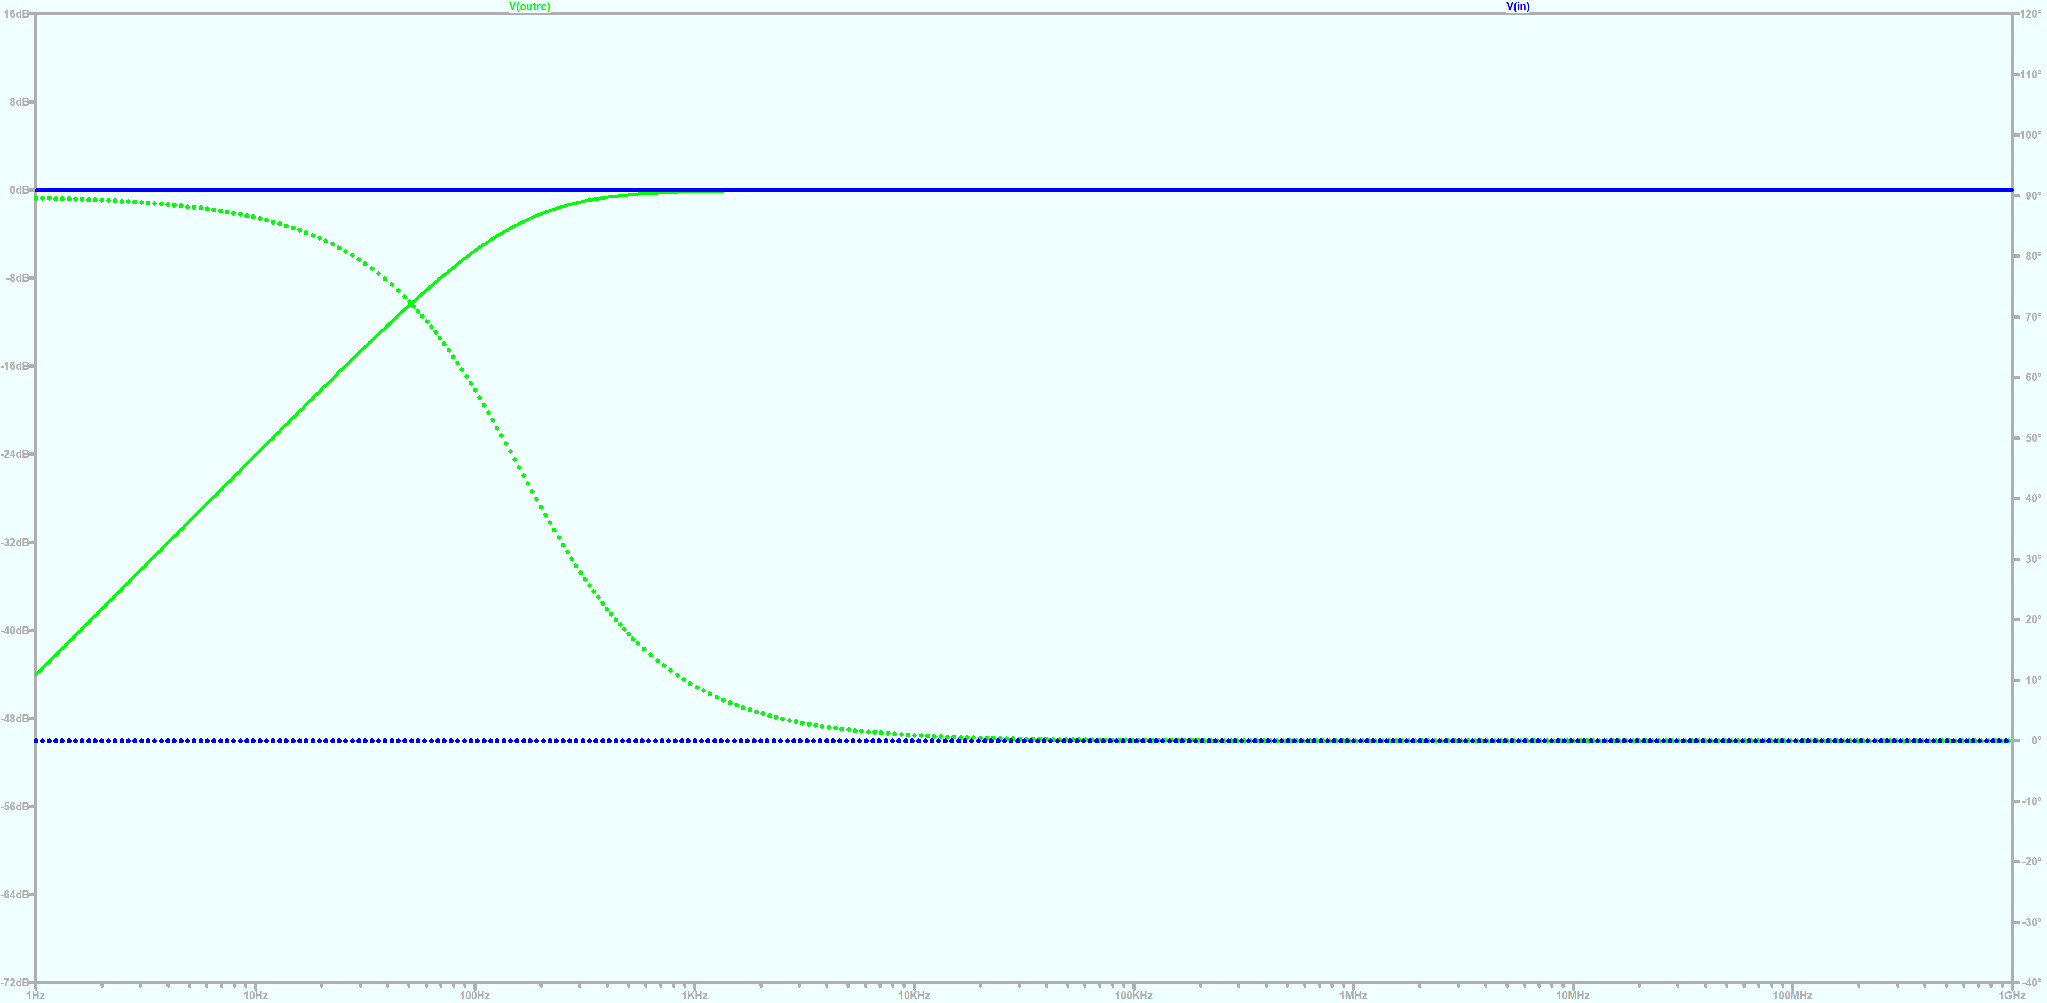 V(outrc) V(in)
16dB 120°
110°
8dB
100°
0dB
90°
80°
-8dB
70°
-16dB
60°
-24dB
50°
40°
-32dB
30°
-40dB
20°
10°
-48dB
0°
-56dB
-10°
-20°
-64dB
-30°
-72dB -40°
1Hz 10Hz 100Hz 1KHz 10KHz 100KHz 1MHz 10MHz 100MHz 1GHz